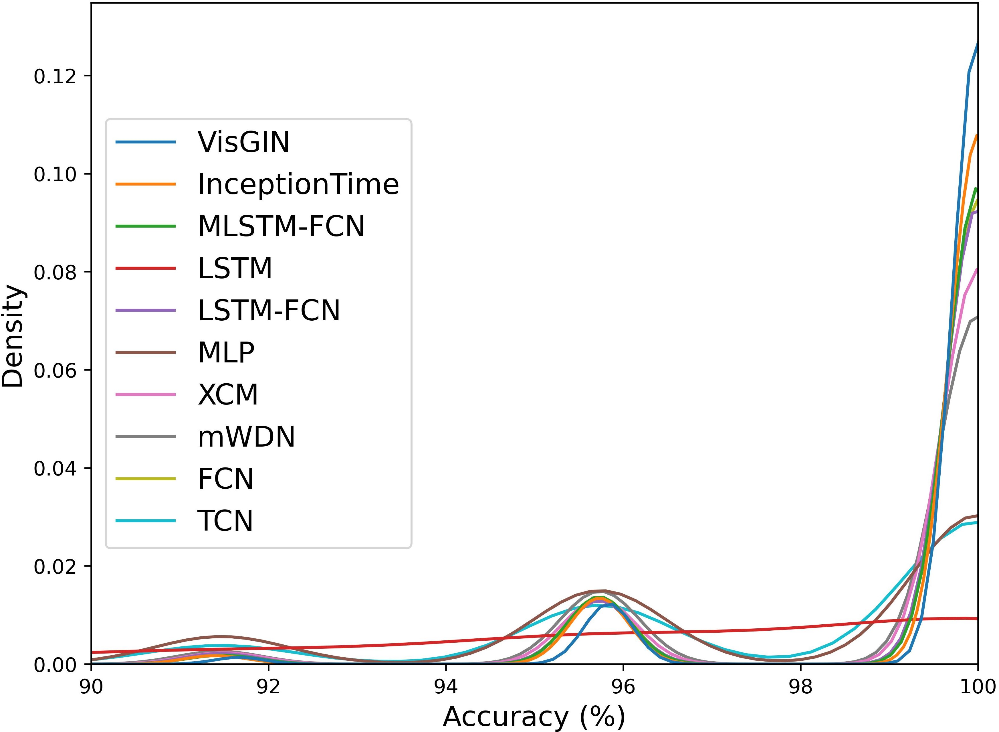 0.12
0.10
0.08
0.06
0.04
0.02
0.00
Density
VisGIN
InceptionTime
MLSTM-FCN
LSTM
LSTM-FCN
MLP
XCM
mWDN
FCN
TCN
90 92 94 96 98 100
Accuracy (%)